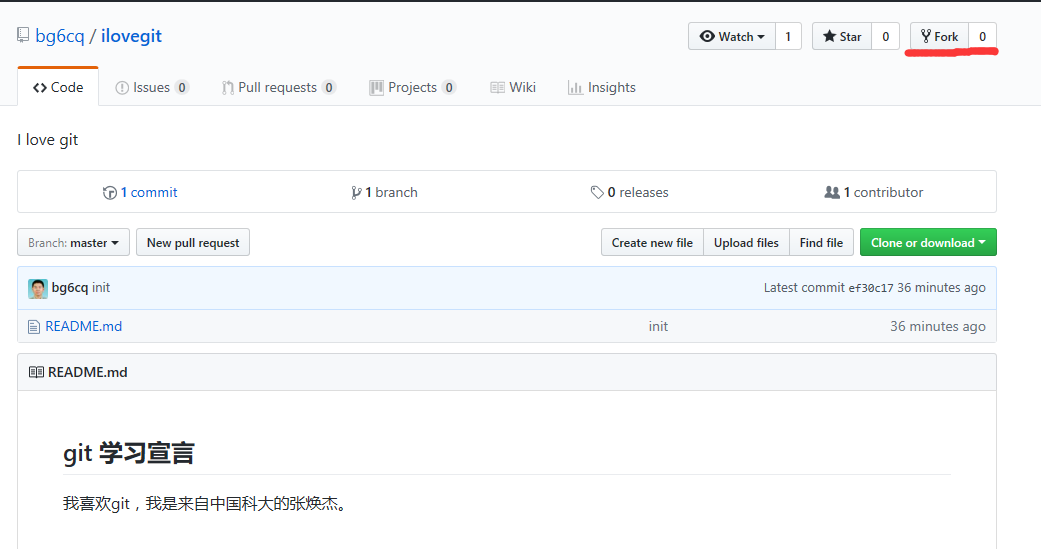 bg6cq / ilovegit Watch 1 Star 0 Fork 0
Code Issues 0 Pull requests 0 Projects 0 Wiki Insights
I love git
1 commit 1 branch 0 releases 1 contributor
Branch: master New pull request Create new file Upload files Find file Clone or download
bg6cq init Latest commit ef30c17 36 minutes ago
README.md init 36 minutes ago
README.md
git 学习宣言
我喜欢git，我是来自中国科大的张焕杰。